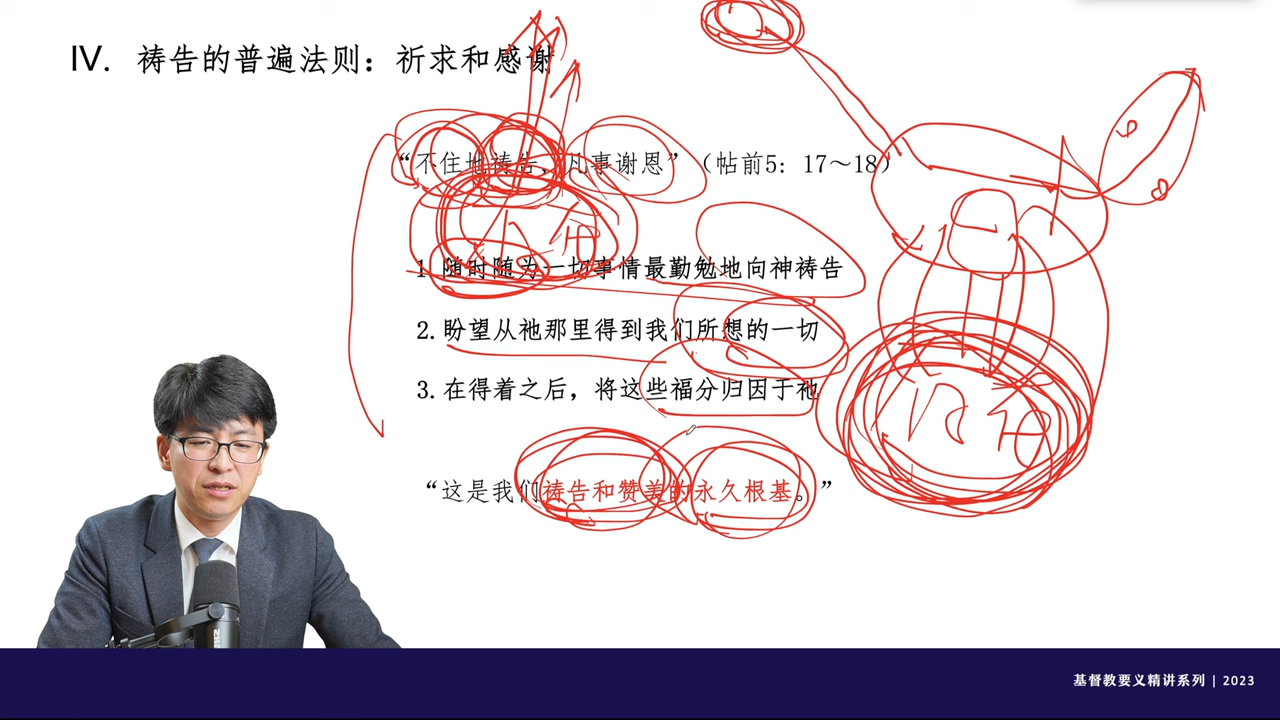 IV. 祷告的普遍法则：祈求和感谢
“不住地祷告，凡事谢恩”（帖前5：17～18）
1. 随时随为一切事情最勤勉地向神祷告
2. 盼望从祂那里得到我们所想的一切
3. 在得着之后，将这些福分归因于祂
“这是我们祷告和赞美的永久根基。”
基督教要义精讲系列 | 2023